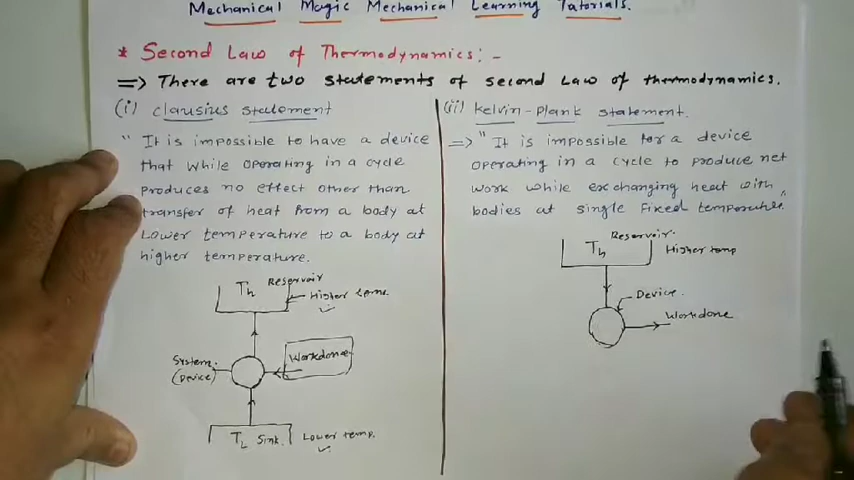 Mechanical Magic Mechanical Learning Tutorials.
* Second Law of Thermodynamics: -
=> There are two statements of second Law of thermodynamics.
(i) clausius statement
" It is impossible to have a device
that while operating in a cycle
produces no effect other than
transfer of heat from a body at
Lower temperature to a body at
higher temperature.
Th Reservoir
Higher temp.
System
(Device)
Workdone
TL Sink.
Lower temp.
(ii) Kelvin-plank statement.
=> " It is impossible for a device
operating in a cycle to produce net
work while exchanging heat with
bodies at single fixed temperature. "
Reservoir.
Th
Higher temp
Device.
Workdone